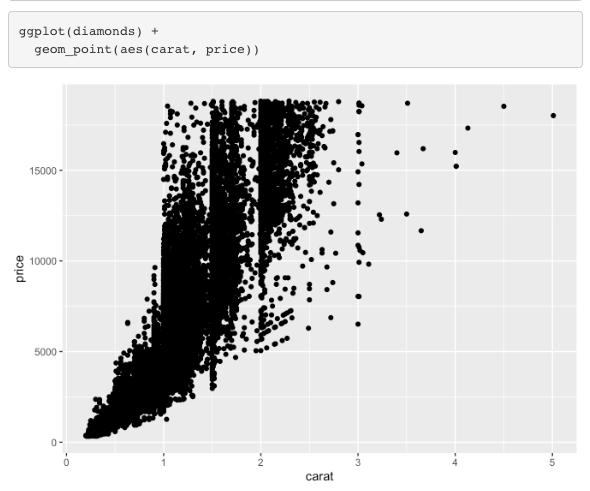 ggplot(diamonds) +
  geom_point(aes(carat, price))
15000
10000
5000
0
price
0 1 2 3 4 5
carat